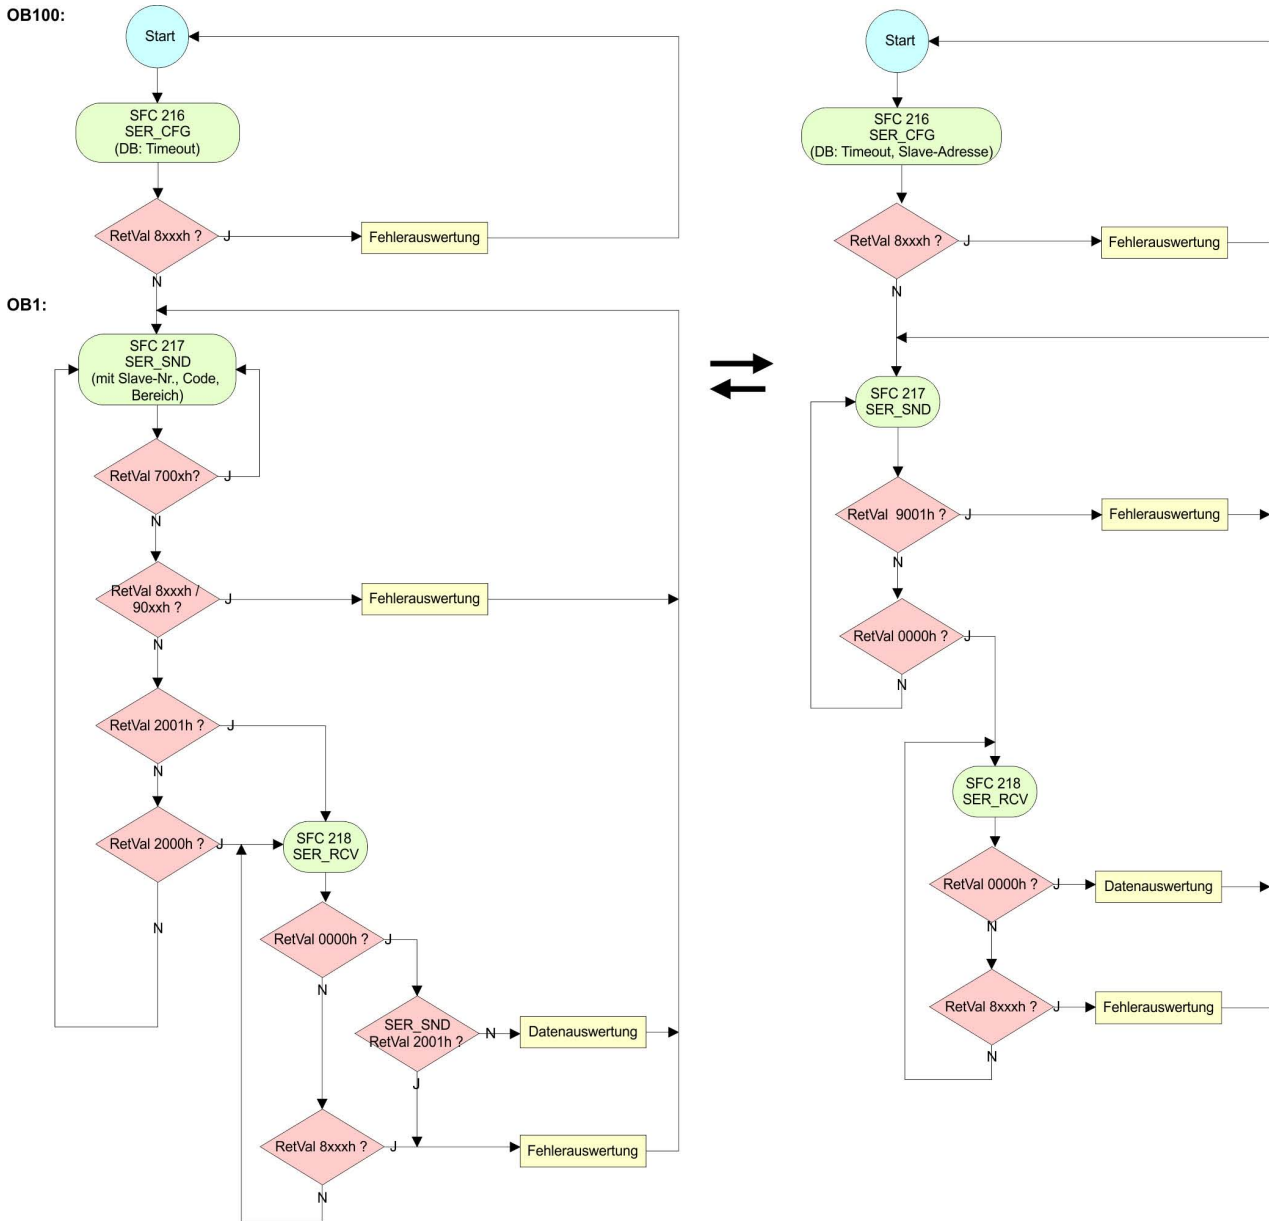 OB100:
Start
SFC 216
SER_CFG
(DB: Timeout)
RetVal 8xxxh ?
J
Fehlerauswertung
N
OB1:
SFC 217
SER_SND
(mit Slave-Nr., Code,
Bereich)
RetVal 700xh?
J
N
RetVal 8xxxh /
90xxh ?
J
Fehlerauswertung
N
RetVal 2001h ?
J
N
RetVal 2000h ?
J
N
SFC 218
SER_RCV
RetVal 0000h ?
J
N
SER_SND
RetVal 2001h ?
N
Datenauswertung
J
RetVal 8xxxh ?
J
Fehlerauswertung
N
Start
SFC 216
SER_CFG
(DB: Timeout, Slave-Adresse)
RetVal 8xxxh ?
J
Fehlerauswertung
N
SFC 217
SER_SND
RetVal 9001h ?
J
Fehlerauswertung
N
RetVal 0000h ?
J
N
SFC 218
SER_RCV
RetVal 0000h ?
J
Datenauswertung
N
RetVal 8xxxh ?
J
Fehlerauswertung
N